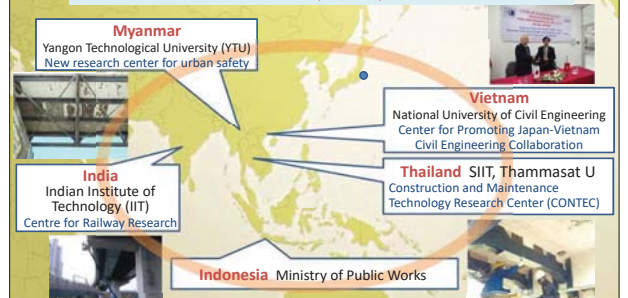 Myanmar
Yangon Technological University (YTU)
New research center for urban safety
Vietnam
National University of Civil Engineering
Center for Promoting Japan-Vietnam
Civil Engineering Collaboration
India
Indian Institute of
Technology (IIT)
Centre for Railway Research
Thailand SIIT, Thammasat U
Construction and Maintenance
Technology Research Center (CONTEC)
Indonesia Ministry of Public Works